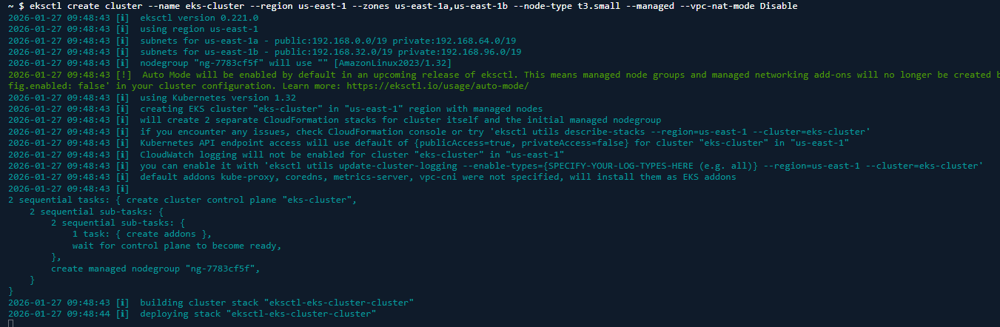 ~ $ eksctl create cluster --name eks-cluster --region us-east-1 --zones us-east-1a,us-east-1b --node-type t3.small --managed --vpc-nat-mode Disable
2026-01-27 09:48:43 [ℹ]  eksctl version 0.221.0
2026-01-27 09:48:43 [ℹ]  using region us-east-1
2026-01-27 09:48:43 [ℹ]  subnets for us-east-1a - public:192.168.0.0/19 private:192.168.64.0/19
2026-01-27 09:48:43 [ℹ]  subnets for us-east-1b - public:192.168.32.0/19 private:192.168.96.0/19
2026-01-27 09:48:43 [ℹ]  nodegroup "ng-7783cf5f" will use "" [AmazonLinux2023/1.32]
2026-01-27 09:48:43 [!]  Auto Mode will be enabled by default in an upcoming release of eksctl. This means managed node groups and managed networking add-ons will no longer be created b
fig.enabled: false' in your cluster configuration. Learn more: https://eksctl.io/usage/auto-mode/
2026-01-27 09:48:43 [ℹ]  using Kubernetes version 1.32
2026-01-27 09:48:43 [ℹ]  creating EKS cluster "eks-cluster" in "us-east-1" region with managed nodes
2026-01-27 09:48:43 [ℹ]  will create 2 separate CloudFormation stacks for cluster itself and the initial managed nodegroup
2026-01-27 09:48:43 [ℹ]  if you encounter any issues, check CloudFormation console or try 'eksctl utils describe-stacks --region=us-east-1 --cluster=eks-cluster'
2026-01-27 09:48:43 [ℹ]  Kubernetes API endpoint access will use default of {publicAccess=true, privateAccess=false} for cluster "eks-cluster" in "us-east-1"
2026-01-27 09:48:43 [ℹ]  CloudWatch logging will not be enabled for cluster "eks-cluster" in "us-east-1"
2026-01-27 09:48:43 [ℹ]  you can enable it with 'eksctl utils update-cluster-logging --enable-types={SPECIFY-YOUR-LOG-TYPES-HERE (e.g. all)} --region=us-east-1 --cluster=eks-cluster'
2026-01-27 09:48:43 [ℹ]  default addons kube-proxy, coredns, metrics-server, vpc-cni were not specified, will install them as EKS addons
2026-01-27 09:48:43 [ℹ]
2 sequential tasks: { create cluster control plane "eks-cluster",
    2 sequential sub-tasks: {
        2 sequential sub-tasks: {
            1 task: { create addons },
            wait for control plane to become ready,
        },
        create managed nodegroup "ng-7783cf5f",
    }
}
2026-01-27 09:48:43 [ℹ]  building cluster stack "eksctl-eks-cluster-cluster"
2026-01-27 09:48:44 [ℹ]  deploying stack "eksctl-eks-cluster-cluster"